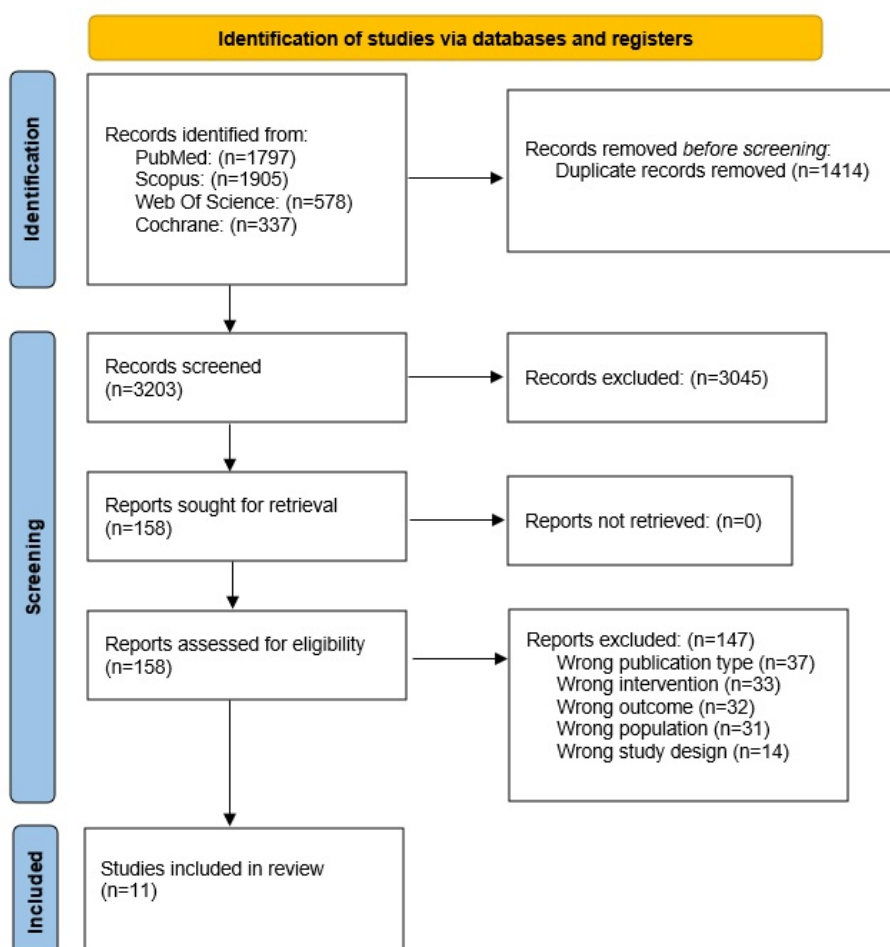 Identification of studies via databases and registers
Identification
Records identified from:
PubMed: (n=1797)
Scopus: (n=1905)
Web Of Science: (n=578)
Cochrane: (n=337)
Records removed before screening:
Duplicate records removed (n=1414)
Screening
Records screened
(n=3203)
Records excluded: (n=3045)
Reports sought for retrieval
(n=158)
Reports not retrieved: (n=0)
Reports assessed for eligibility
(n=158)
Reports excluded: (n=147)
Wrong publication type (n=37)
Wrong intervention (n=33)
Wrong outcome (n=32)
Wrong population (n=31)
Wrong study design (n=14)
Included
Studies included in review
(n=11)